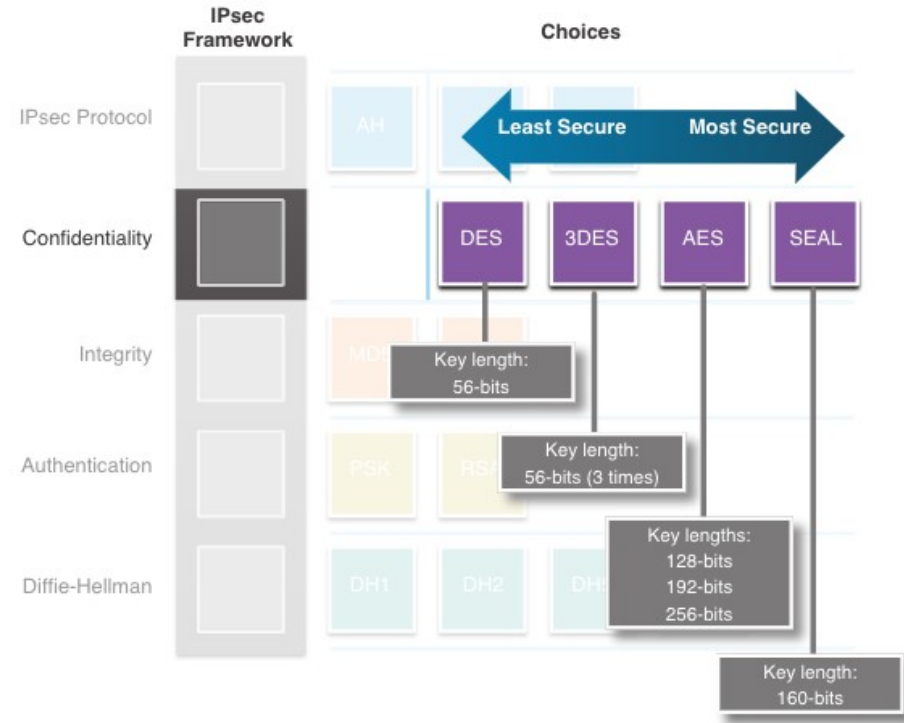 IPsec
Framework
Choices
IPsec Protocol
AH
Least Secure
Most Secure
Confidentiality
DES
3DES
AES
SEAL
Integrity
MD5
Key length:
56-bits
Authentication
PSK
RSA
Key length:
56-bits (3 times)
Diffie-Hellman
DH1
DH2
Key lengths:
128-bits
192-bits
256-bits
Key length:
160-bits